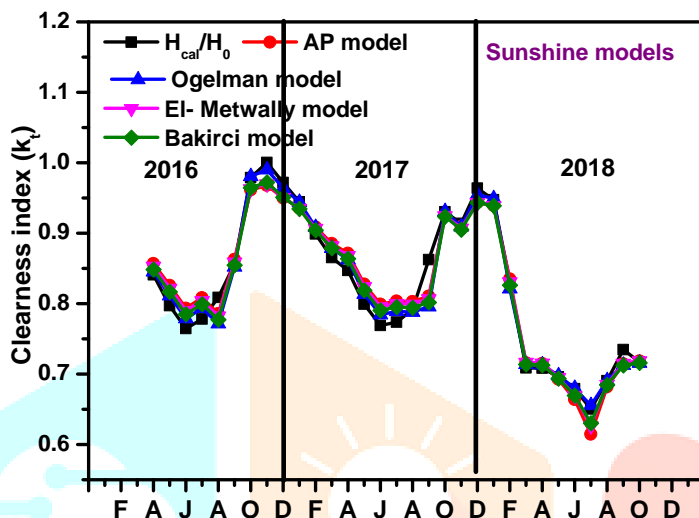 1.2
1.1
1.0
0.9
0.8
0.7
0.6
Clearness index (kt)
Hcal/H0
AP model
Ogelman model
El- Metwally model
Bakirci model
Sunshine models
2016
2017
2018
F A J A O D F A J A O D F A J A O D